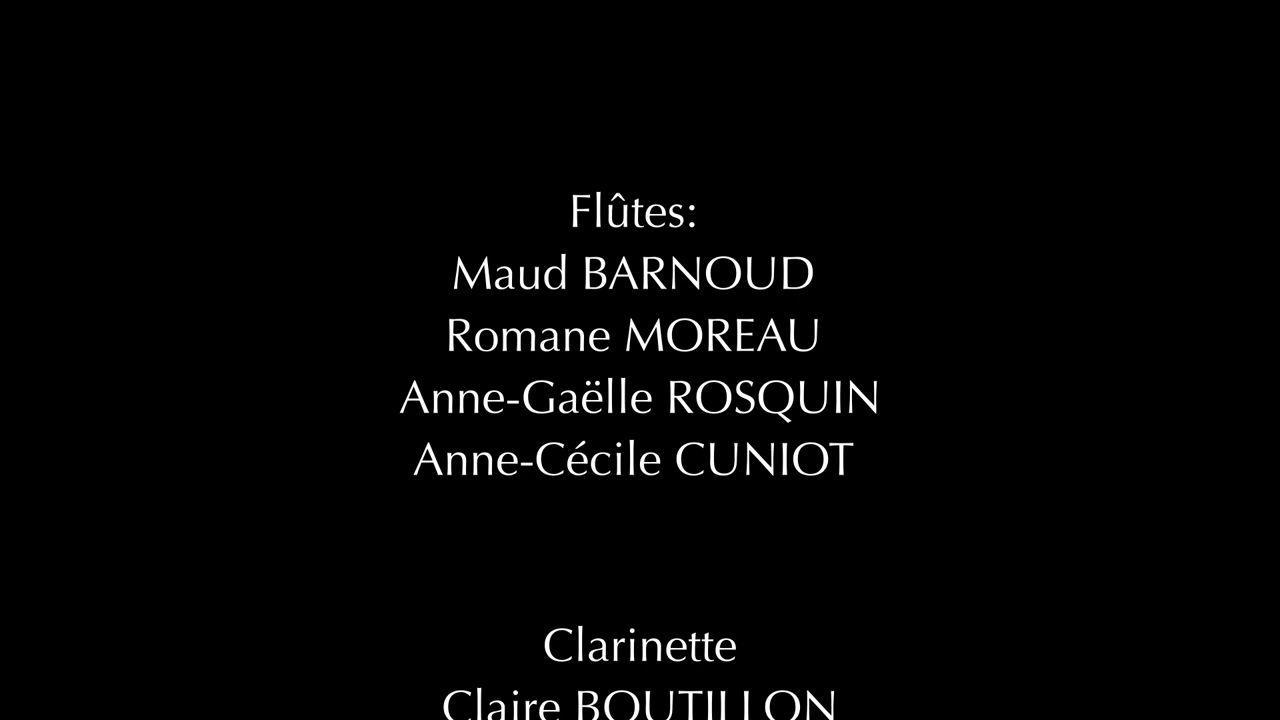 Flûtes:
Maud BARNOUD
Romane MOREAU
Anne-Gaëlle ROSQUIN
Anne-Cécile CUNIOT
Clarinette
Claire BOUTILLON